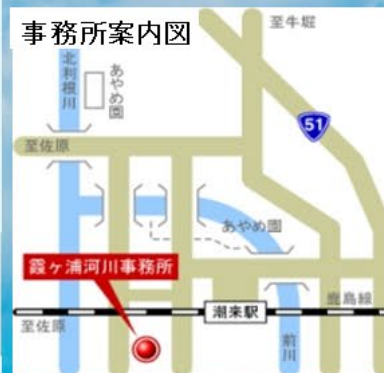 事務所案内図
至牛堀
北利根川
あやめ園
51
至佐原
あやめ園
霞ヶ浦河川事務所
潮来駅
鹿島線
至佐原
前川